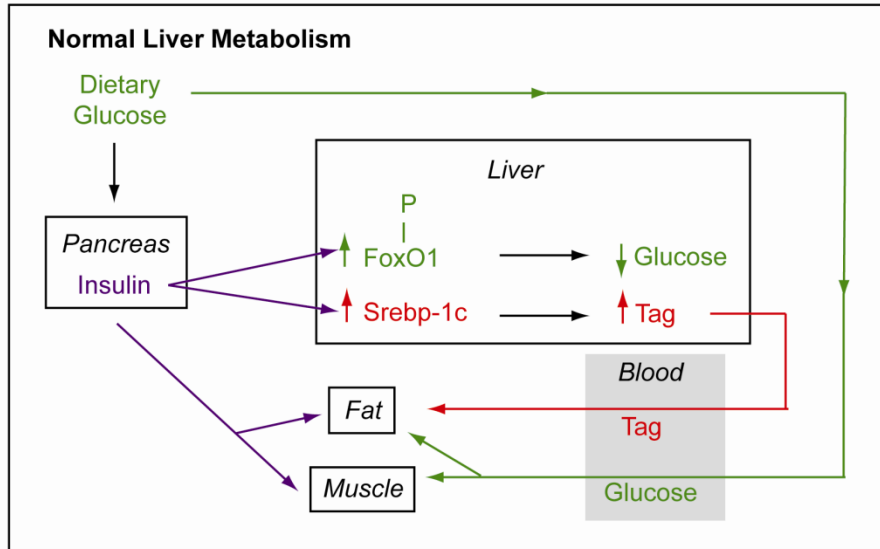 Normal Liver Metabolism
Dietary
Glucose
Liver
P
Pancreas
FoxO1
Glucose
Insulin
Srebp-1c
Tag
Blood
Fat
Tag
Muscle
Glucose